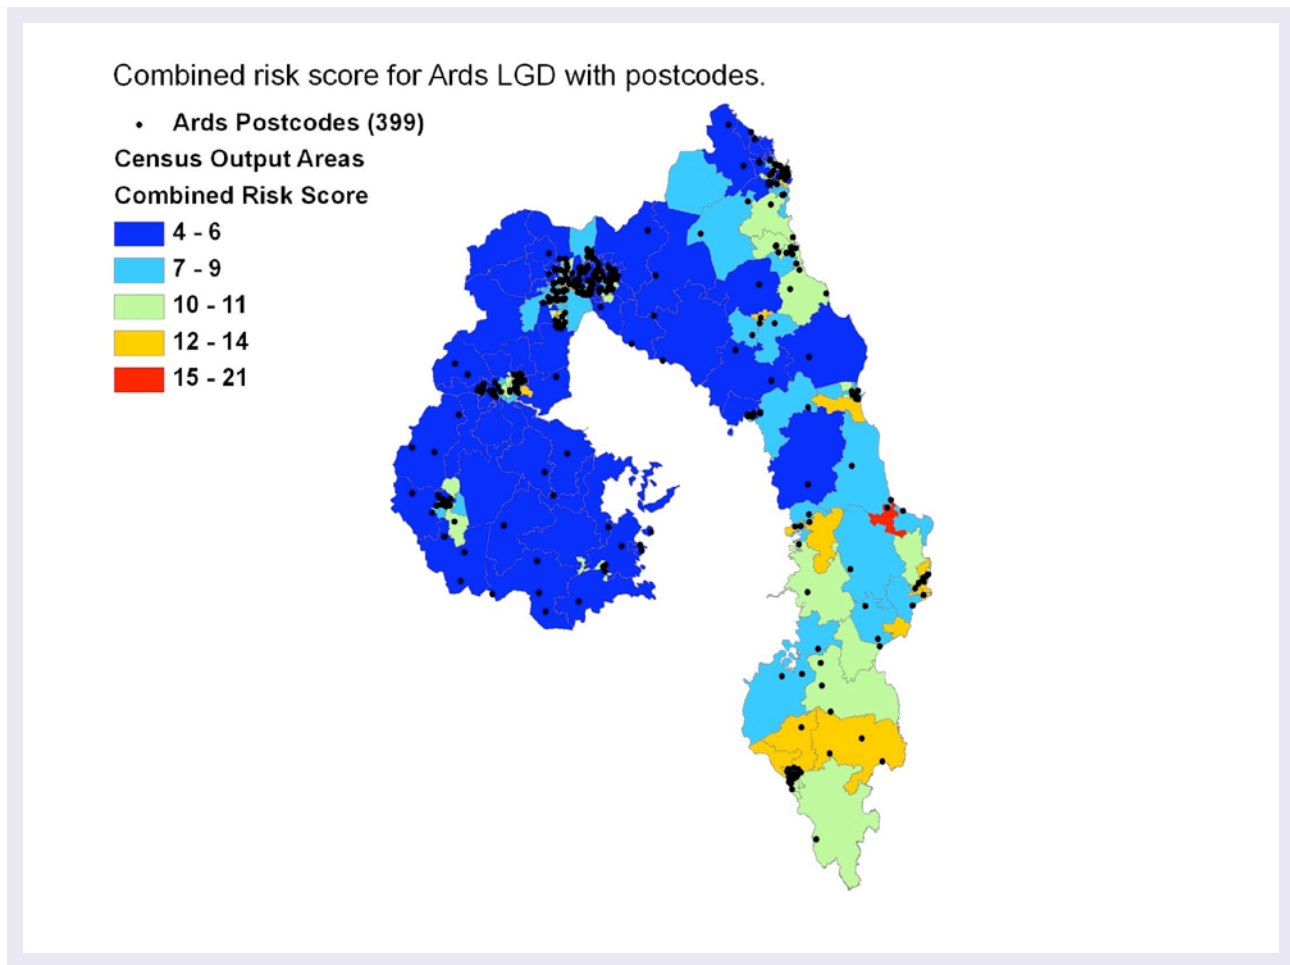 Combined risk score for Ards LGD with postcodes.
Ards Postcodes (399)
Census Output Areas
Combined Risk Score
4 - 6
7 - 9
10 - 11
12 - 14
15 - 21